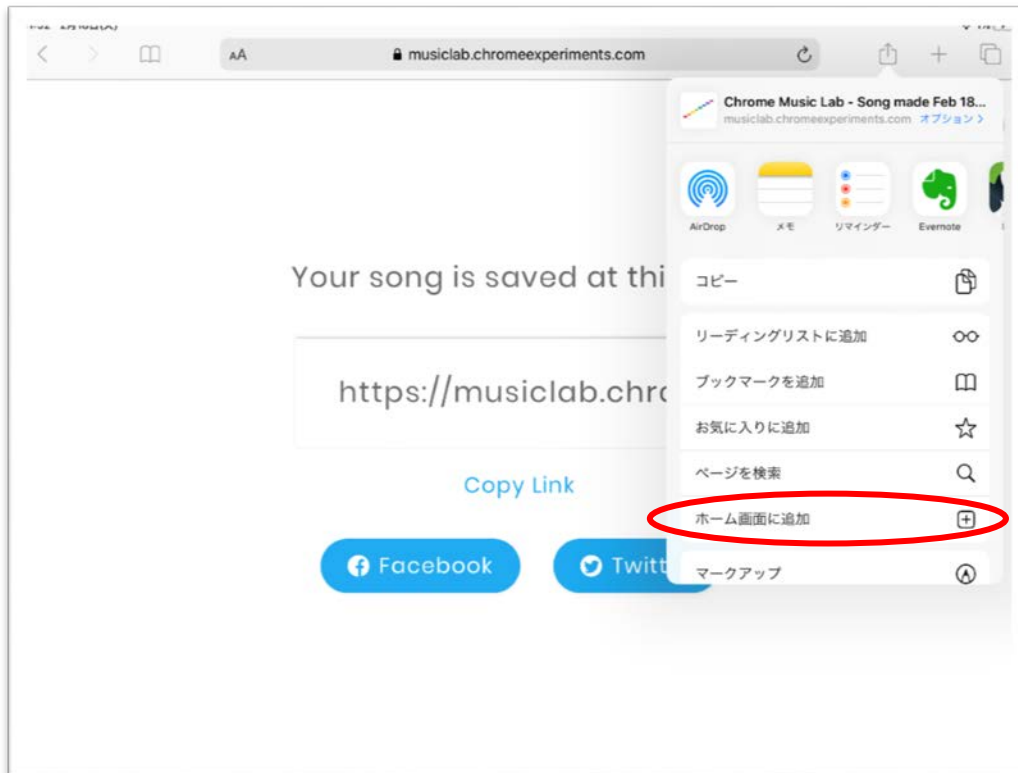 AA
musiclab.chromeexperiments.com
Chrome Music Lab - Song made Feb 18...
musiclab.chromeexperiments.com オプション >
AirDrop
メモ
リマインダー
Evernote
Your song is saved at thi
コピー
リーディングリストに追加
https://musiclab.chro
ブックマークを追加
お気に入りに追加
Copy Link
ページを検索
ホーム画面に追加
Facebook
Twitt
マークアップ